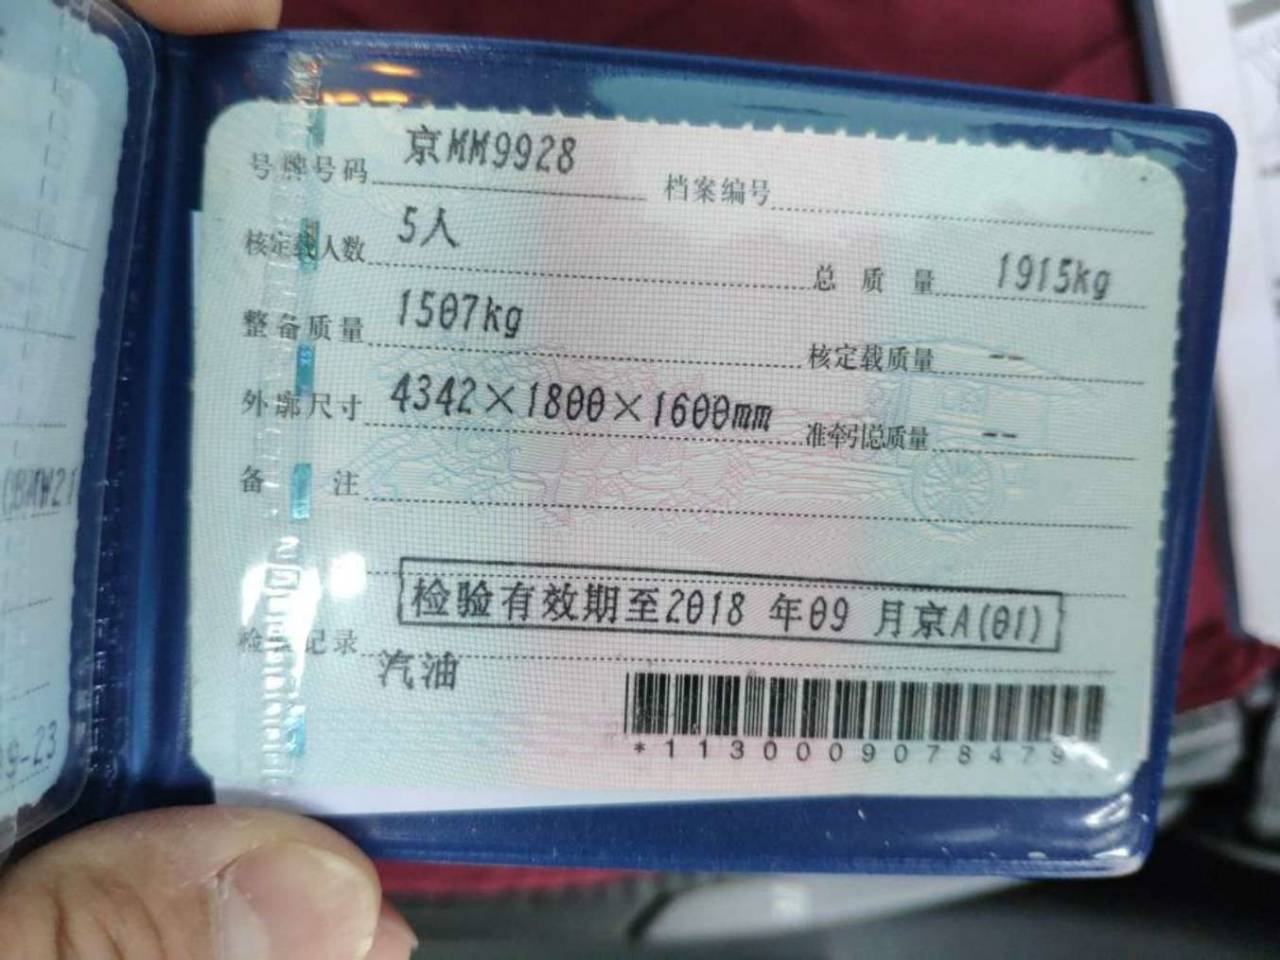 号牌号码 京MM9928 档案编号
核定载人数 5人 总质量 1915kg
整备质量 1507kg 核定载质量 --
外廓尺寸 4342×1800×1600mm 准牵引总质量 --
备注
检验有效期至2018 年09 月京A(01)
检验记录
汽油
*1130009078479
9-23